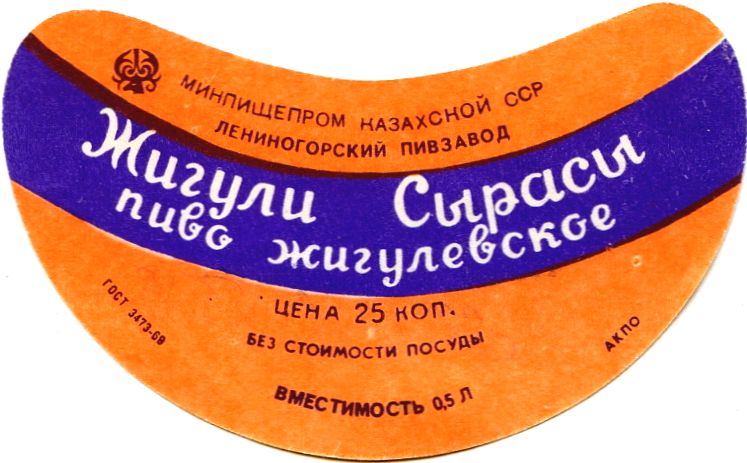 МИНПИЩЕПРОМ КАЗАХСКОЙ ССР
ЛЕНИНОГОРСКИЙ ПИВЗАВОД
Жигули Сырасы
пиво жигулевское
ЦЕНА 25 КОП.
БЕЗ СТОИМОСТИ ПОСУДЫ
ГОСТ 3473-69
АКПО
ВМЕСТИМОСТЬ 0,5 Л